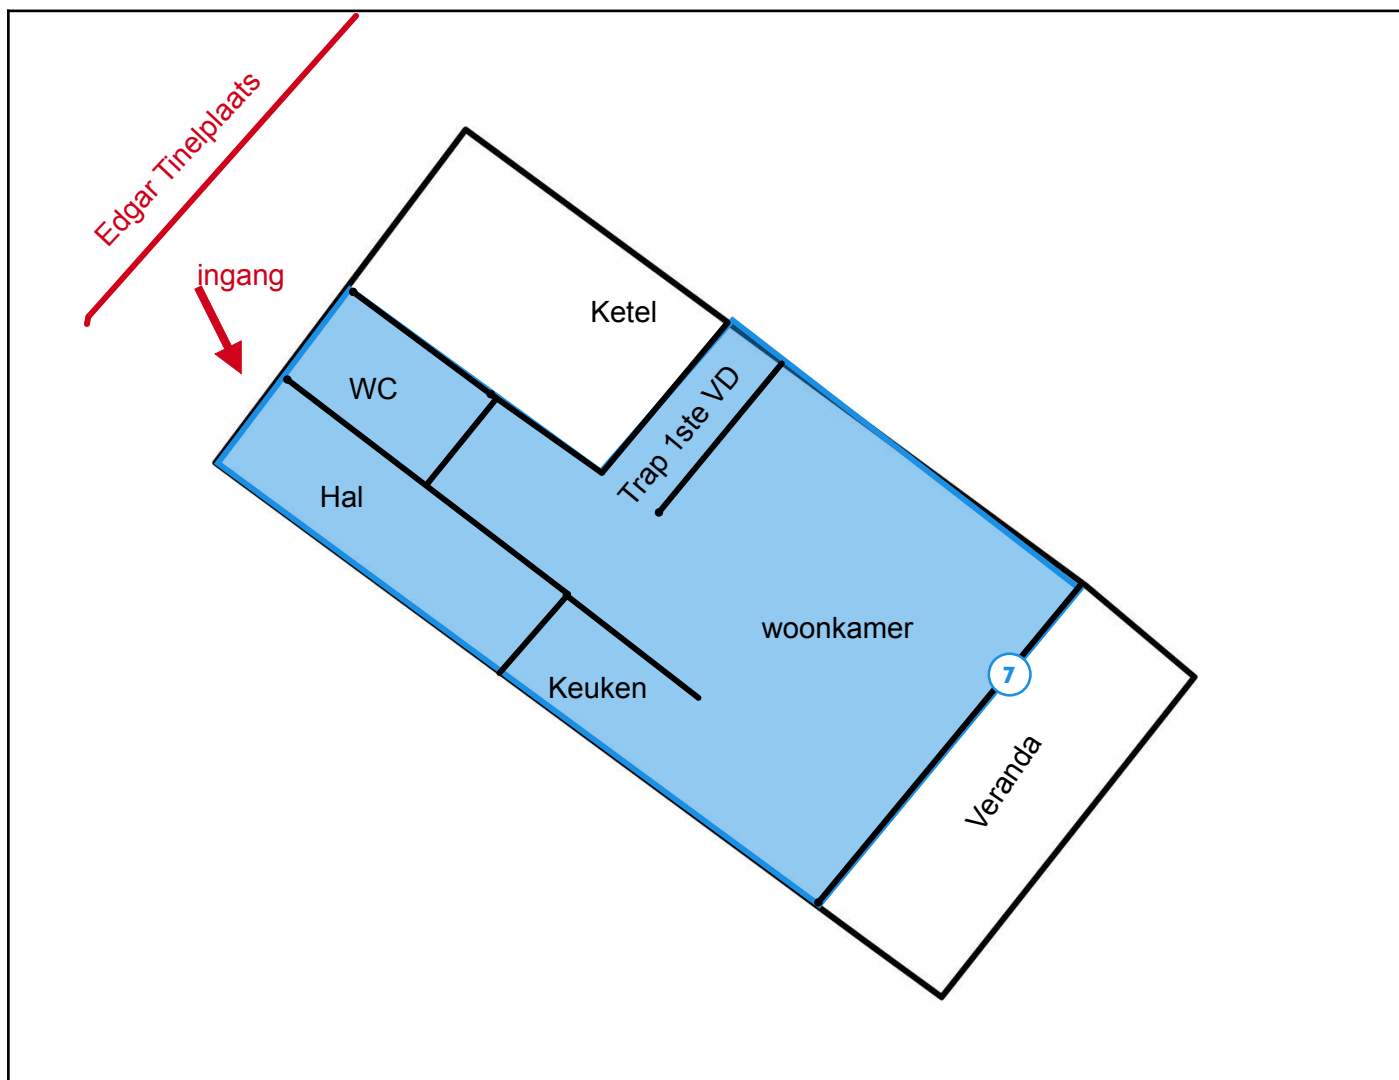 Edgar Tinelplaats
ingang
Ketel
WC
Trap 1ste VD
Hal
woonkamer
7
Keuken
Veranda